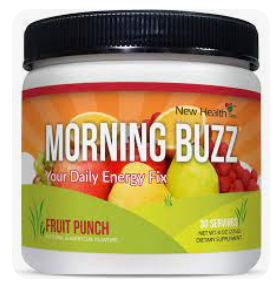 New Health
MORNING BUZZ
Your Daily Energy Fix
FRUIT PUNCH
30 SERVINGS
DIETARY SUPPLEMENT